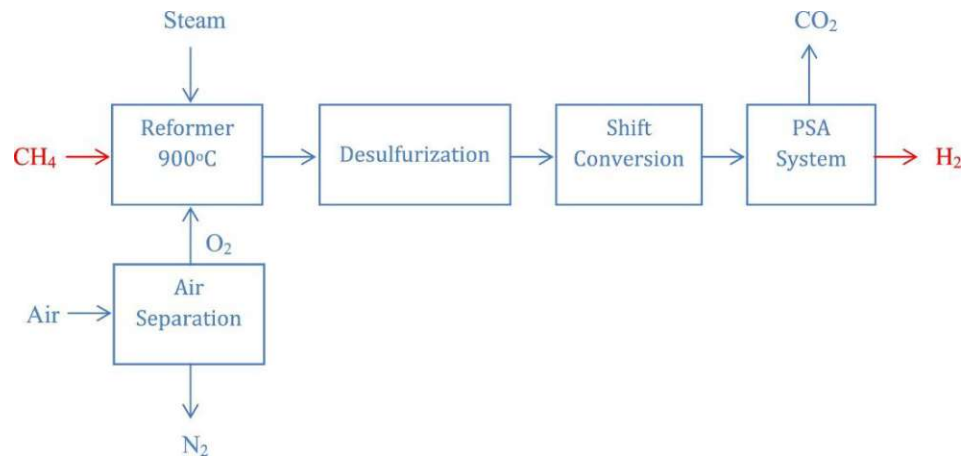 Steam
CO₂
CH₄
Reformer
900ºC
Desulfurization
Shift
Conversion
PSA
System
H₂
O₂
Air
Air
Separation
N₂